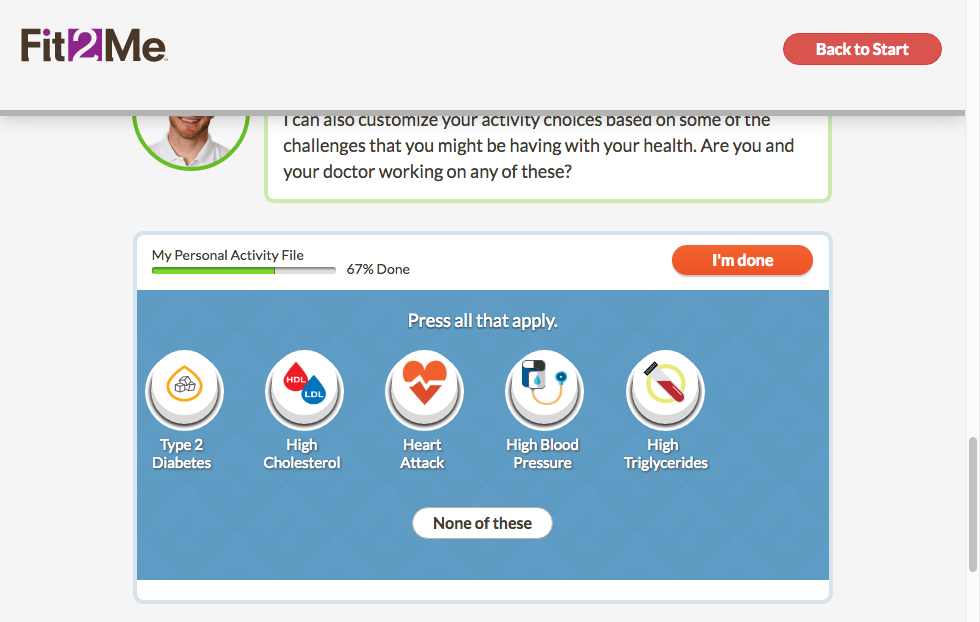 Fit2Me
Back to Start
I can also customize your activity choices based on some of the
challenges that you might be having with your health. Are you and
your doctor working on any of these?
My Personal Activity File
67% Done
I'm done
Press all that apply.
HDL
LDL
Type 2
Diabetes
High
Cholesterol
Heart
Attack
High Blood
Pressure
High
Triglycerides
None of these